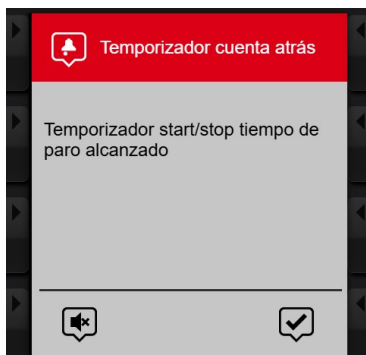 Temporizador cuenta atrás
Temporizador start/stop tiempo de
paro alcanzado